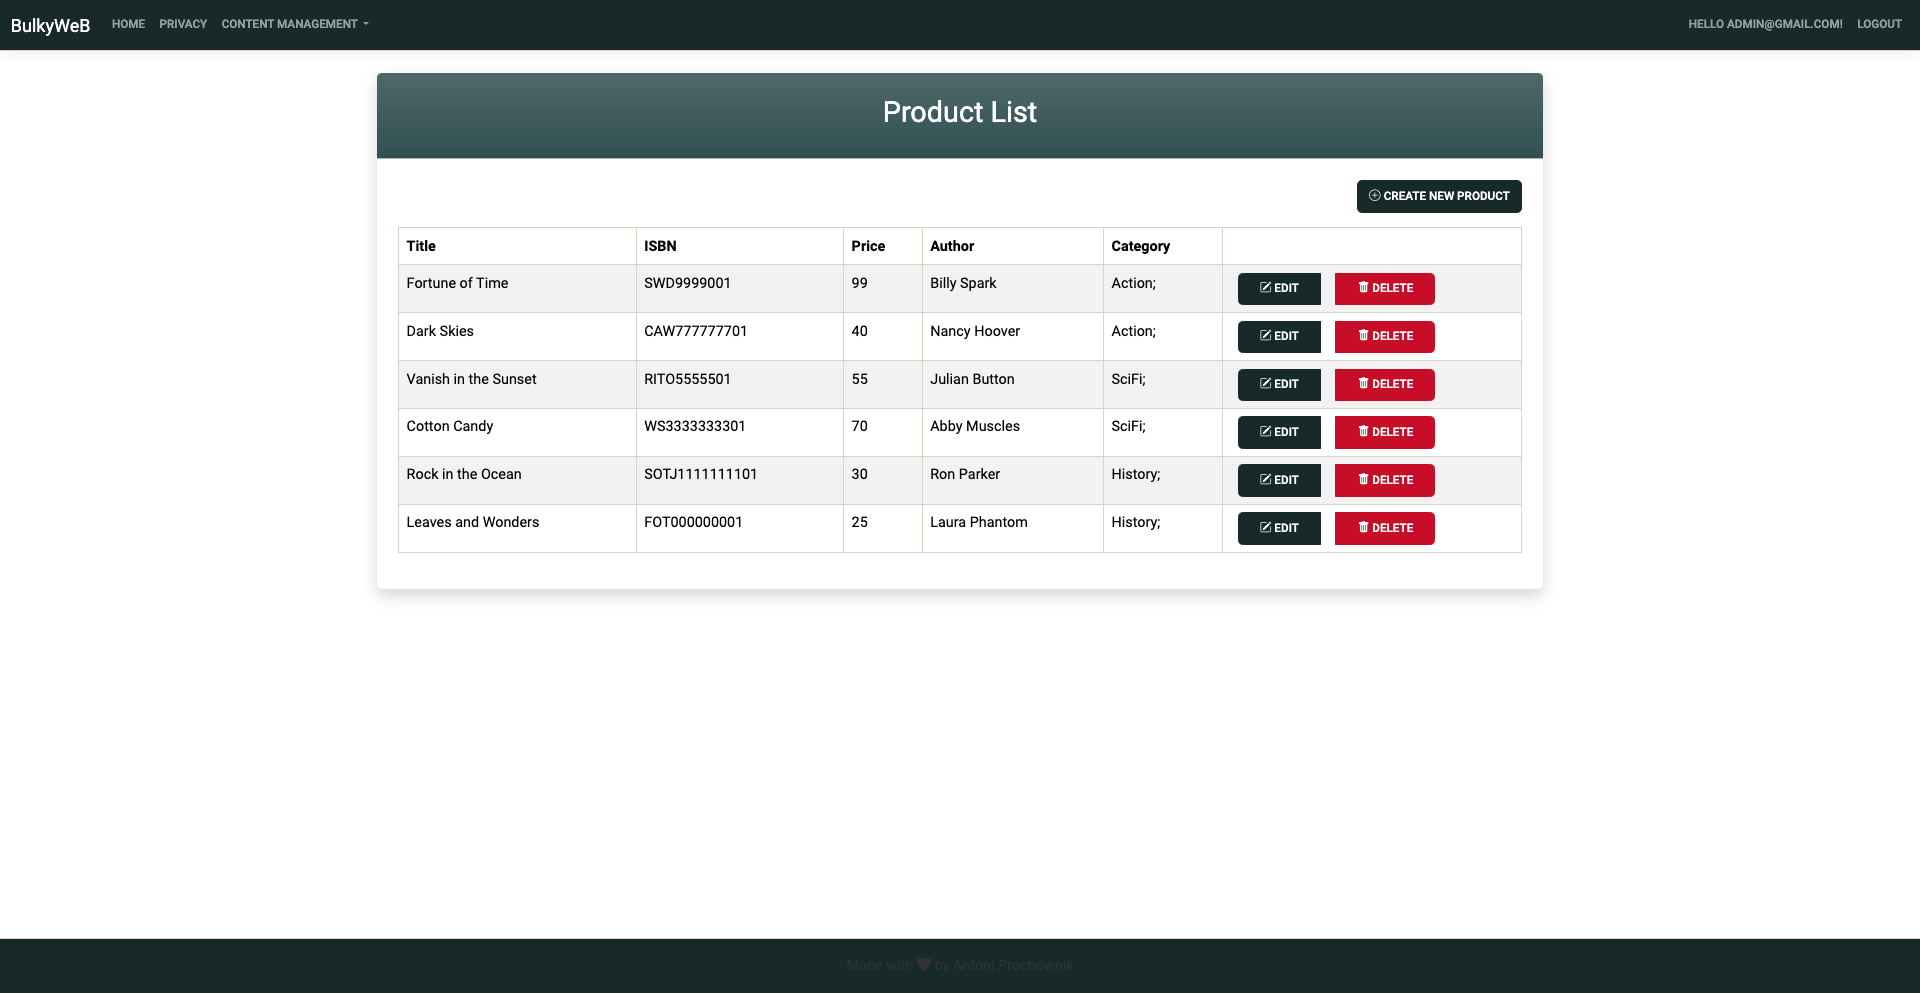 BulkyWeB HOME PRIVACY CONTENT MANAGEMENT HELLO ADMIN@GMAIL.COM! LOGOUT
Product List
CREATE NEW PRODUCT
Title ISBN Price Author Category
Fortune of Time SWD9999001 99 Billy Spark Action; EDIT DELETE
Dark Skies CAW777777701 40 Nancy Hoover Action; EDIT DELETE
Vanish in the Sunset RITO5555501 55 Julian Button SciFi; EDIT DELETE
Cotton Candy WS3333333301 70 Abby Muscles SciFi; EDIT DELETE
Rock in the Ocean SOTJ1111111101 30 Ron Parker History; EDIT DELETE
Leaves and Wonders FOT000000001 25 Laura Phantom History; EDIT DELETE
Made with ♥ by Antoni Prochownik